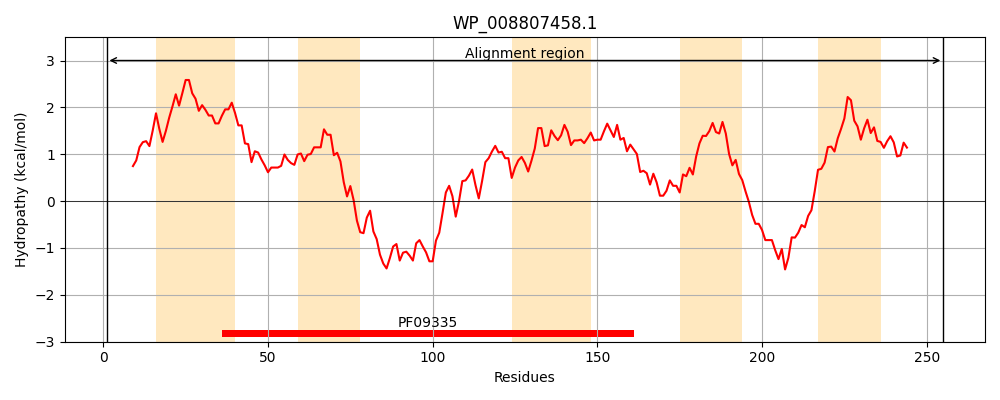 WP_008807458.1
Hydropathy (kcal/mol)
3
2
1
0
−1
−2
−3
Alignment region
PF09335
0 50 100 150 200 250
Residues